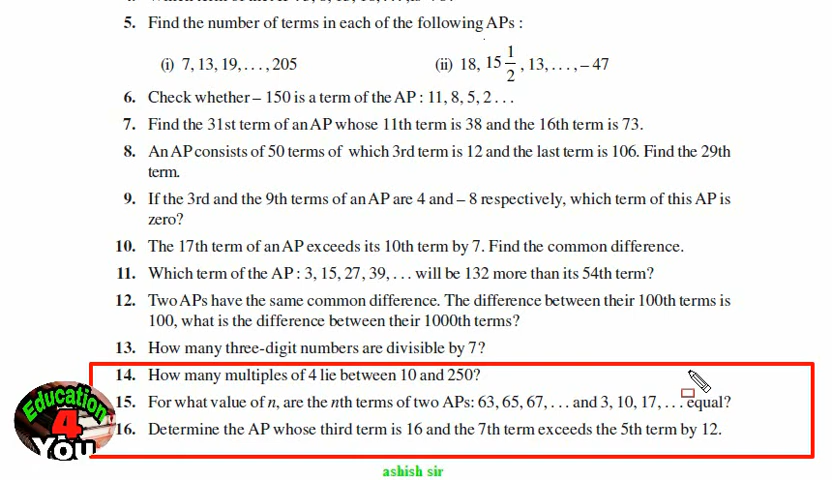 5. Find the number of terms in each of the following APs :
(i) 7, 13, 19, . . . , 205 (ii) 18, 15 1/2 , 13, . . . , – 47
6. Check whether – 150 is a term of the AP : 11, 8, 5, 2 . . .
7. Find the 31st term of an AP whose 11th term is 38 and the 16th term is 73.
8. An AP consists of 50 terms of which 3rd term is 12 and the last term is 106. Find the 29th
term.
9. If the 3rd and the 9th terms of an AP are 4 and – 8 respectively, which term of this AP is
zero?
10. The 17th term of an AP exceeds its 10th term by 7. Find the common difference.
11. Which term of the AP : 3, 15, 27, 39, . . . will be 132 more than its 54th term?
12. Two APs have the same common difference. The difference between their 100th terms is
100, what is the difference between their 1000th terms?
13. How many three-digit numbers are divisible by 7?
14. How many multiples of 4 lie between 10 and 250?
15. For what value of n, are the nth terms of two APs: 63, 65, 67, . . . and 3, 10, 17, . . . equal?
16. Determine the AP whose third term is 16 and the 7th term exceeds the 5th term by 12.
Education
4
You
ashish sir